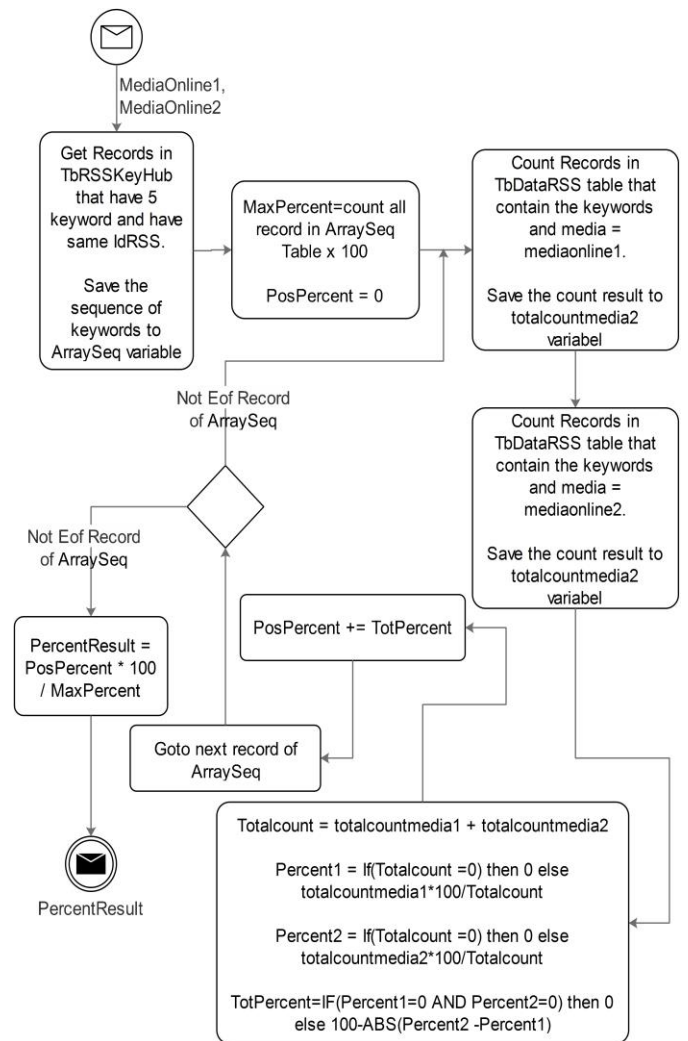 MediaOnline1,
MediaOnline2
Get Records in
TbRSSKeyHub
that have 5
keyword and have
same IdRSS.
Save the
sequence of
keywords to
ArraySeq variable
MaxPercent=count all
record in ArraySeq
Table x 100
PosPercent = 0
Count Records in
TbDataRSS table that
contain the keywords
and media =
mediaonline1.
Save the count result to
totalcountmedia2
variabel
Count Records in
TbDataRSS table that
contain the keywords
and media =
mediaonline2.
Save the count result to
totalcountmedia2
variabel
Totalcount = totalcountmedia1 + totalcountmedia2
Percent1 = If(Totalcount =0) then 0 else
totalcountmedia1*100/Totalcount
Percent2 = If(Totalcount =0) then 0 else
totalcountmedia2*100/Totalcount
TotPercent=IF(Percent1=0 AND Percent2=0) then 0
else 100-ABS(Percent2 -Percent1)
PosPercent += TotPercent
Goto next record of
ArraySeq
Not Eof Record
of ArraySeq
Not Eof Record
of ArraySeq
PercentResult =
PosPercent * 100
/ MaxPercent
PercentResult